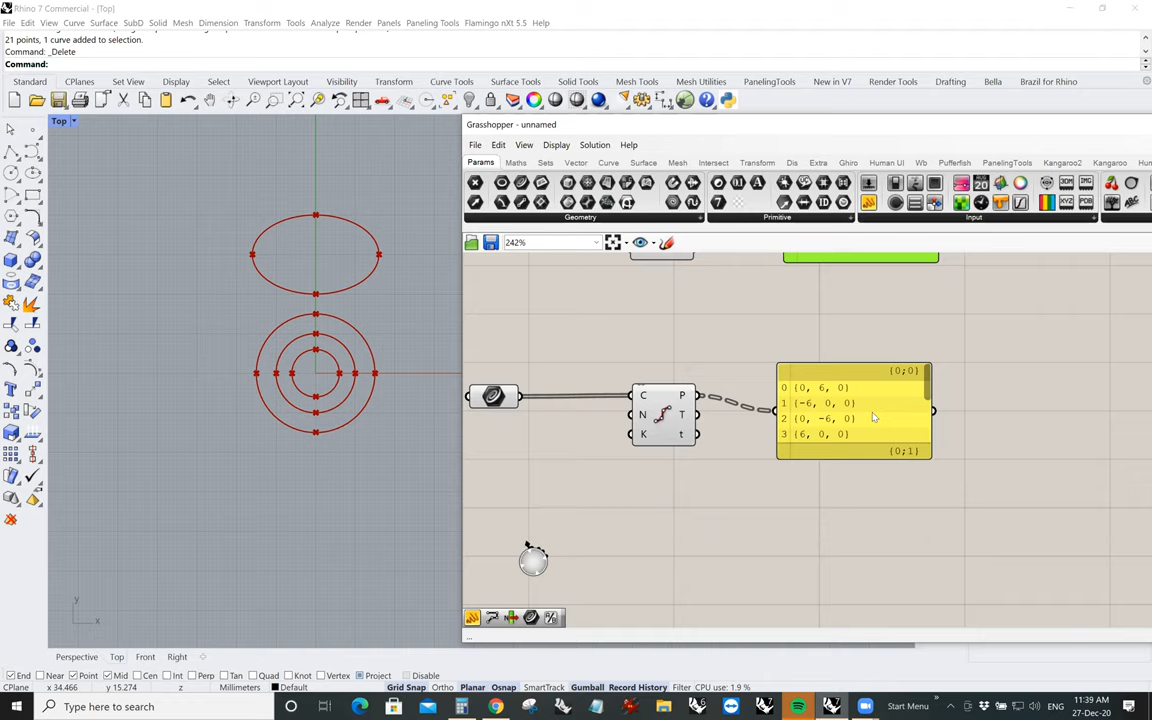 Rhino 7 Commercial - [Top]
File Edit View Curve Surface SubD Solid Mesh Dimension Transform Tools Analyze Render Panels Paneling Tools Flamingo nXt 5.5 Help
21 points, 1 curve added to selection.
Command: _Delete
Command:
Standard CPlanes Set View Display Select Viewport Layout Visibility Transform Curve Tools Surface Tools Solid Tools Mesh Tools Mesh Utilities PanelingTools New in V7 Render Tools Drafting Bella Brazil for Rhino
Top
Grasshopper - unnamed
File Edit View Display Solution Help
Params Maths Sets Vector Curve Surface Mesh Intersect Transform Dis Extra Ghiro Human UI Wb Pufferfish PanelingTools Kangaroo2 Kangaroo
Geometry Primitive Input
242%
{0;0}
0 {0, 6, 0}
1 {-6, 0, 0}
2 {0, -6, 0}
3 {6, 0, 0}
{0;1}
C P
N T
K t
y
x
...
Perspective Top Front Right
End Near Point Mid Cen Int Perp Tan Quad Knot Vertex Project Disable
CPlane x 34.466 y 15.274 z Millimeters Default Grid Snap Ortho Planar Osnap SmartTrack Gumball Record History Filter CPU use: 1.9 %
Type here to search
Start Menu
ENG
11:39 AM
27-Dec-20